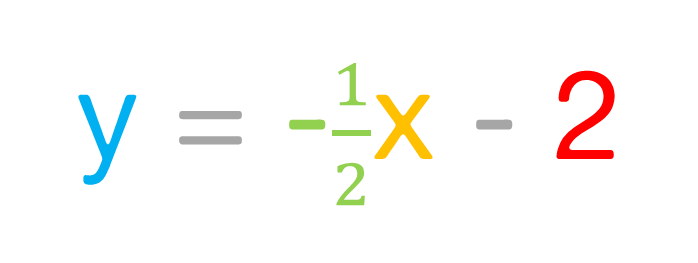 y = -½x - 2